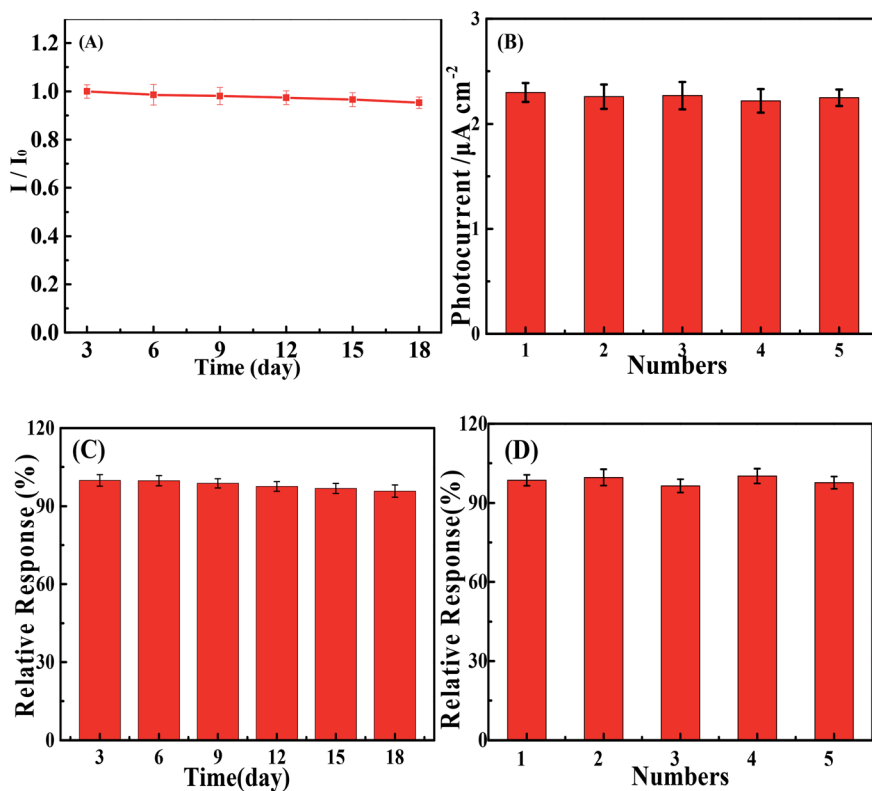 (A)
I / I₀
1.2
1.0
0.8
0.6
0.4
0.2
0.0
3 6 9 12 15 18
Time (day)
(B)
Photocurrent /μA cm⁻²
3
2
1
0
1 2 3 4 5
Numbers
(C)
Relative Response (%)
120
90
60
30
0
3 6 9 12 15 18
Time(day)
(D)
Relative Response(%)
120
90
60
30
0
1 2 3 4 5
Numbers